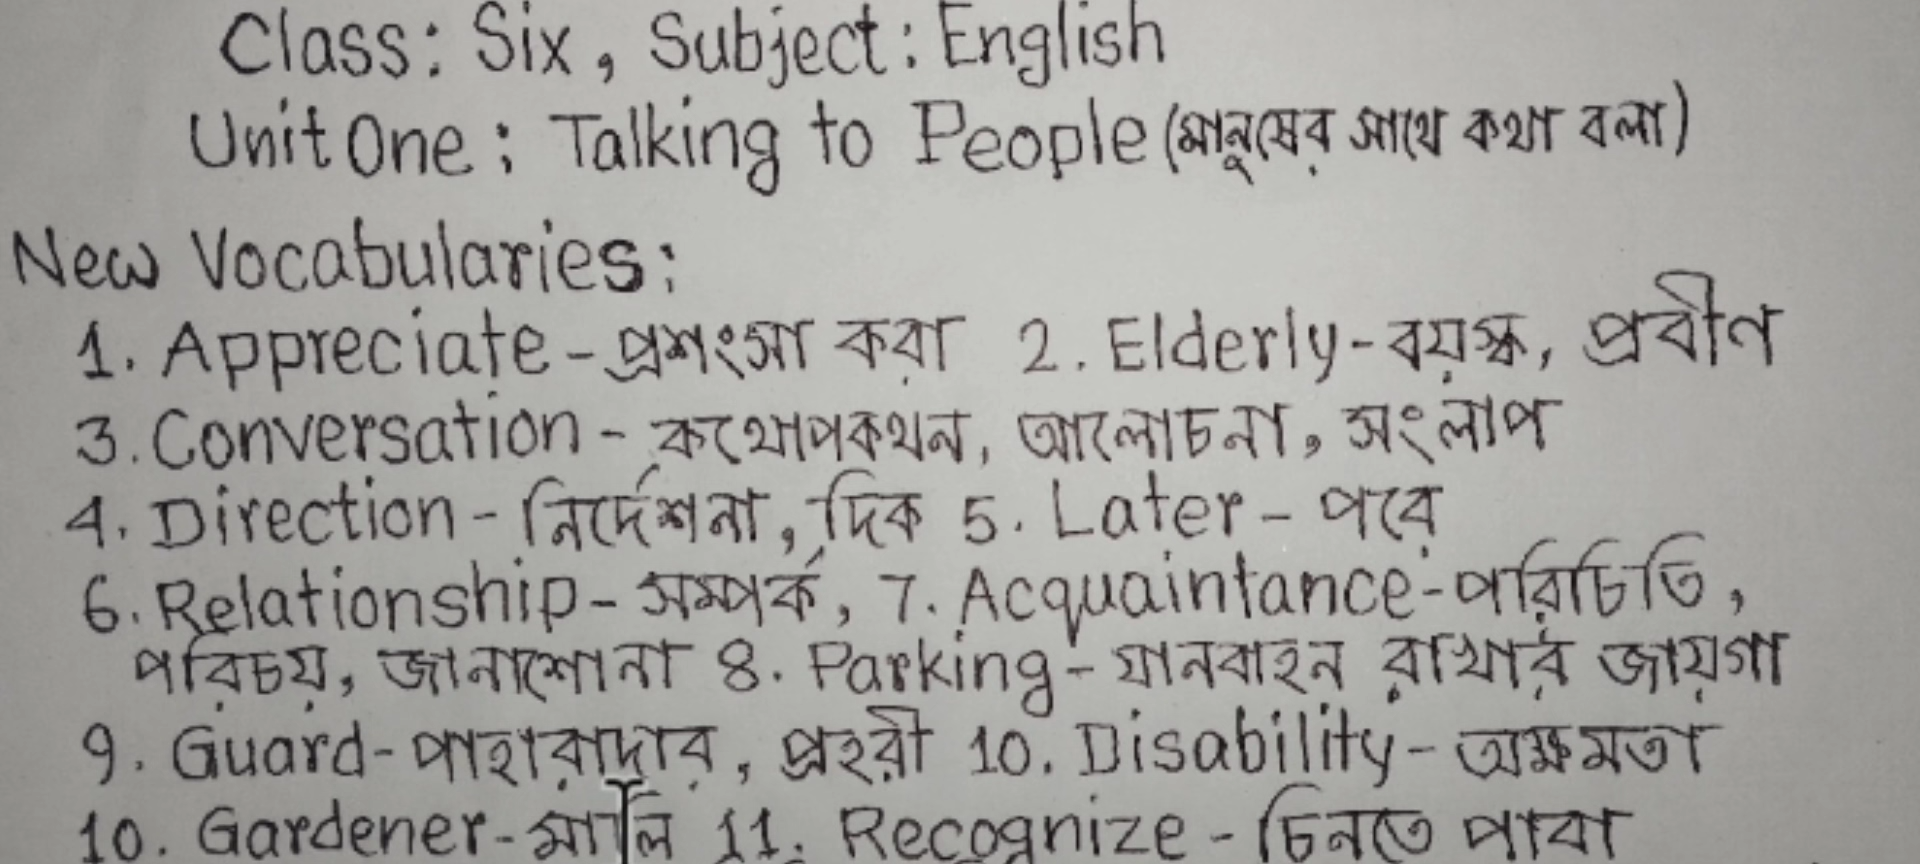 Class: Six, Subject: English
Unit One: Talking to People (মানুষের সাথে কথা বলা)
New Vocabularies:
1. Appreciate - প্রশংসা করা 2. Elderly - বয়স্ক, প্রবীণ
3. Conversation - কথোপকথন, আলোচনা, সংলাপ
4. Direction - নির্দেশনা, দিক 5. Later - পরে
6. Relationship - সম্পর্ক, 7. Acquaintance - পরিচিতি,
পরিচয়, জানাশোনা 8. Parking - যানবাহন রাখার জায়গা
9. Guard - পাহারাদার, প্রহরী 10. Disability - অক্ষমতা
10. Gardener - মালি 11. Recognize - চিনতে পারা